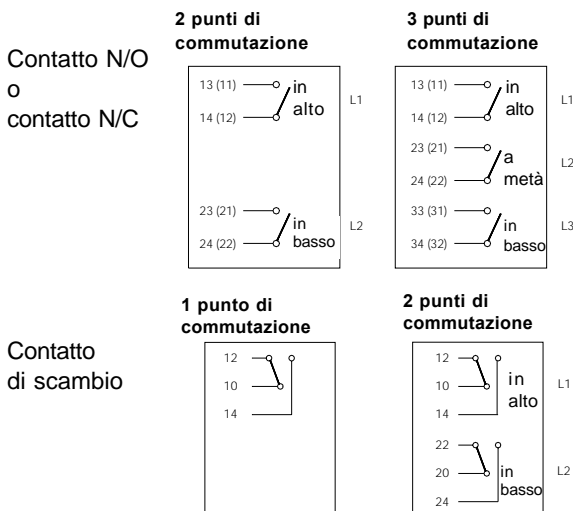 2 punti di
commutazione
3 punti di
commutazione
Contatto N/O
o
contatto N/C
13 (11)
in
alto
14 (12)
L1
23 (21)
in
basso
24 (22)
L2
13 (11)
in
alto
14 (12)
L1
23 (21)
a
metà
24 (22)
L2
33 (31)
in
basso
34 (32)
L3
1 punto di
commutazione
2 punti di
commutazione
Contatto
di scambio
12
10
14
12
10
14
in
alto
L1
22
20
24
in
basso
L2